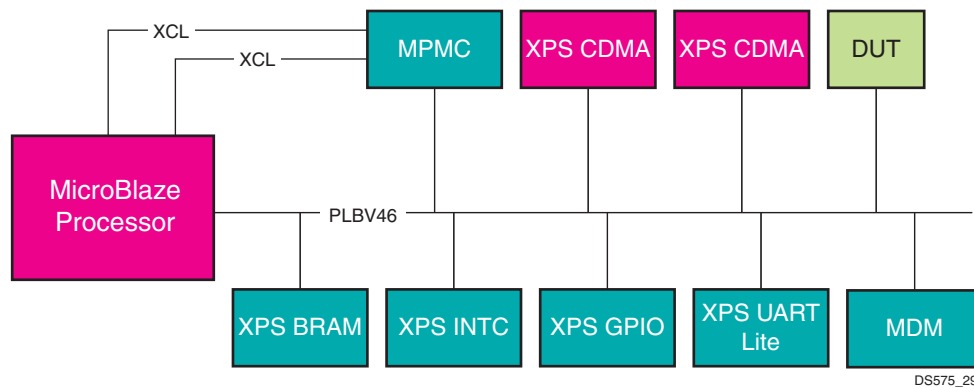 XCL
XCL
MPMC
XPS CDMA
XPS CDMA
DUT
MicroBlaze
Processor
PLBV46
XPS BRAM
XPS INTC
XPS GPIO
XPS UART
Lite
MDM
DS575_29